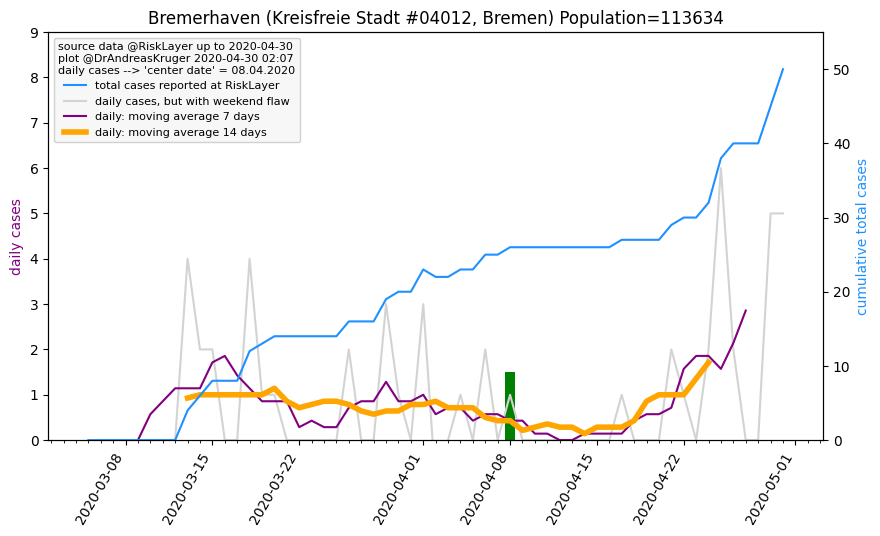 Bremerhaven (Kreisfreie Stadt #04012, Bremen) Population=113634
source data @RiskLayer up to 2020-04-30
plot @DrAndreasKruger 2020-04-30 02:07
daily cases --> 'center date' = 08.04.2020
total cases reported at RiskLayer
daily cases, but with weekend flaw
daily: moving average 7 days
daily: moving average 14 days
daily cases
9
8
7
6
5
4
3
2
1
0
50
40
30
20
10
0
cumulative total cases
2020-03-08
2020-03-15
2020-03-22
2020-04-01
2020-04-08
2020-04-15
2020-04-22
2020-05-01